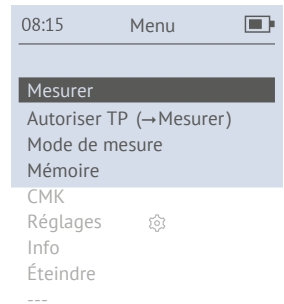 08:15 Menu
Mesurer
Autoriser TP (→Mesurer)
Mode de mesure
Mémoire
CMK
Réglages
Info
Éteindre
---